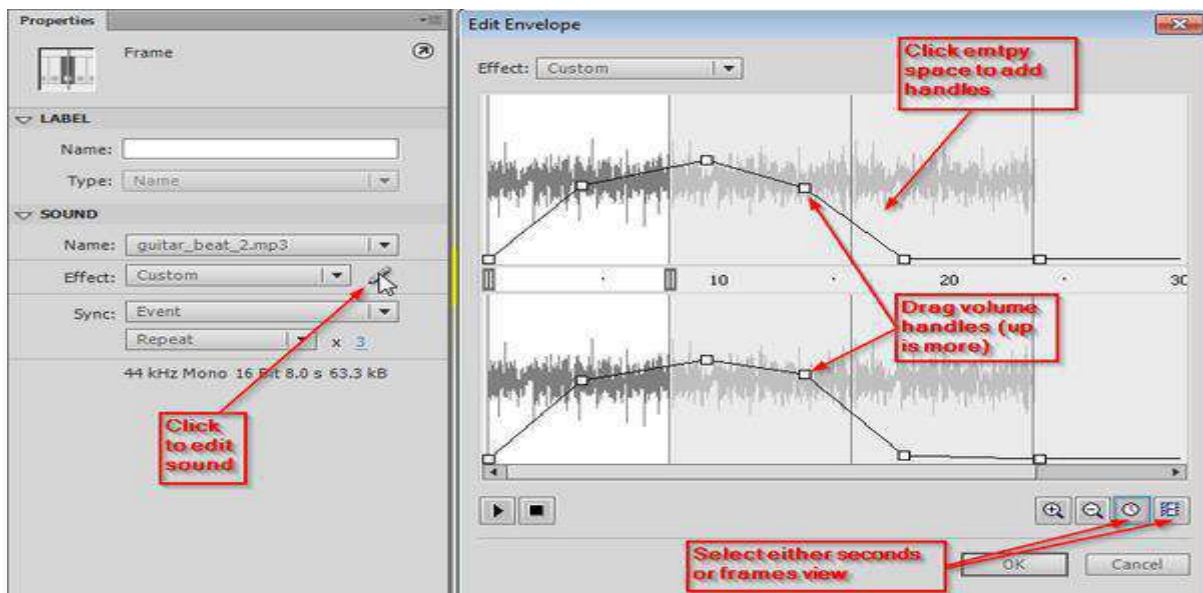 Properties
Frame
LABEL
Name:
Type: Name
SOUND
Name: guitar_beat_2.mp3
Effect: Custom
Sync: Event
Repeat x 3
44 kHz Mono 16 Bit 8.0 s 63.3 kB
Click
to edit
sound
Edit Envelope
Effect: Custom
Click emtpy
space to add
handles
10 20 30
Drag volume
handles (up
is more)
Select either seconds
or frames view
OK Cancel